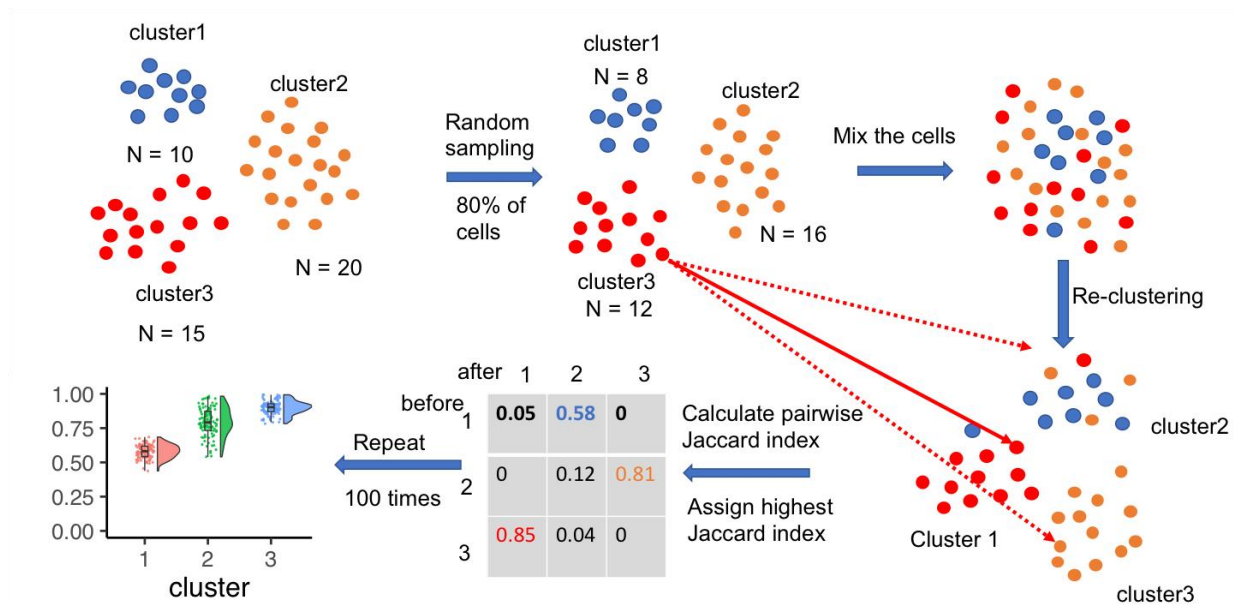 cluster1
N = 10
cluster2
N = 20
cluster3
N = 15
Random
sampling
80% of
cells
cluster1
N = 8
cluster2
N = 16
cluster3
N = 12
Mix the cells
Re-clustering
cluster2
Cluster 1
cluster3
Calculate pairwise
Jaccard index
Assign highest
Jaccard index
after 1 2 3
before
1 0.05 0.58 0
2 0 0.12 0.81
3 0.85 0.04 0
Repeat
100 times
1.00
0.75
0.50
0.25
0.00
1 2 3
cluster